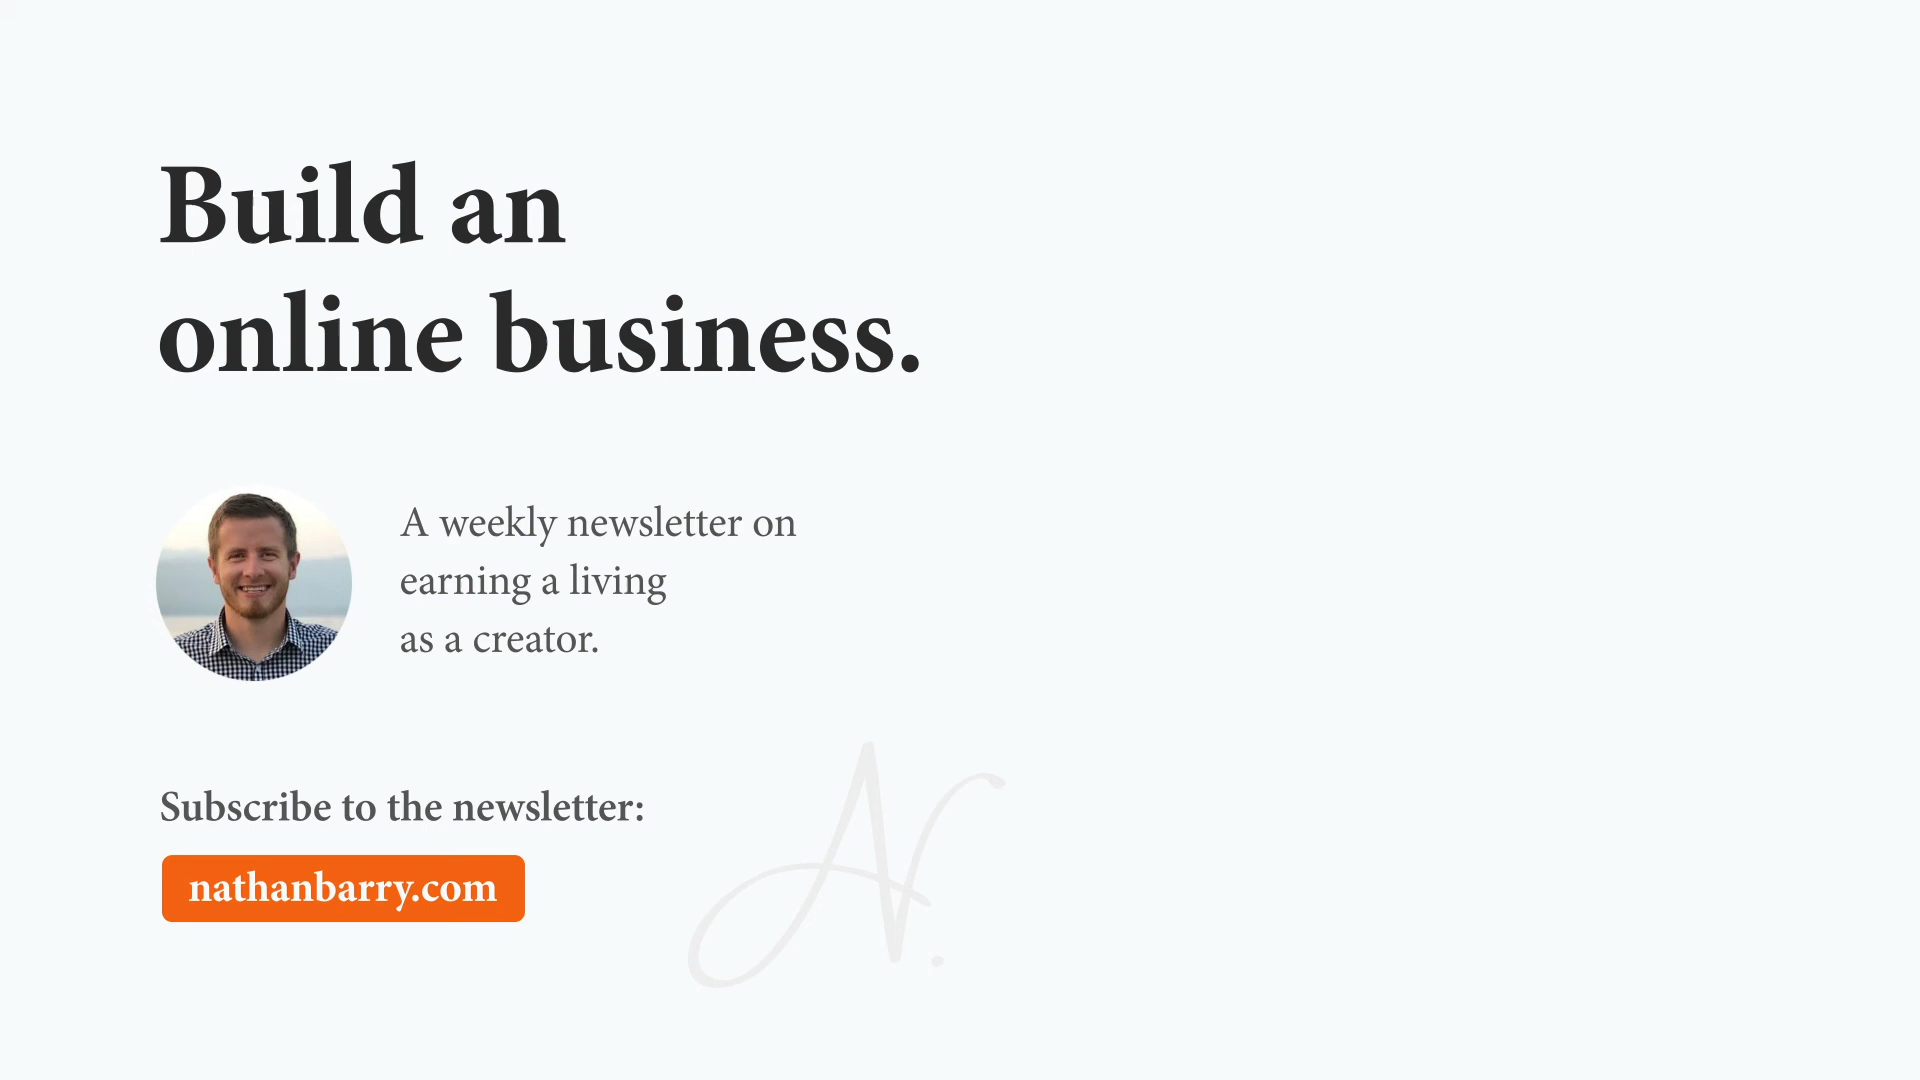 Build an
online business.
A weekly newsletter on
earning a living
as a creator.
Subscribe to the newsletter:
nathanbarry.com
N.